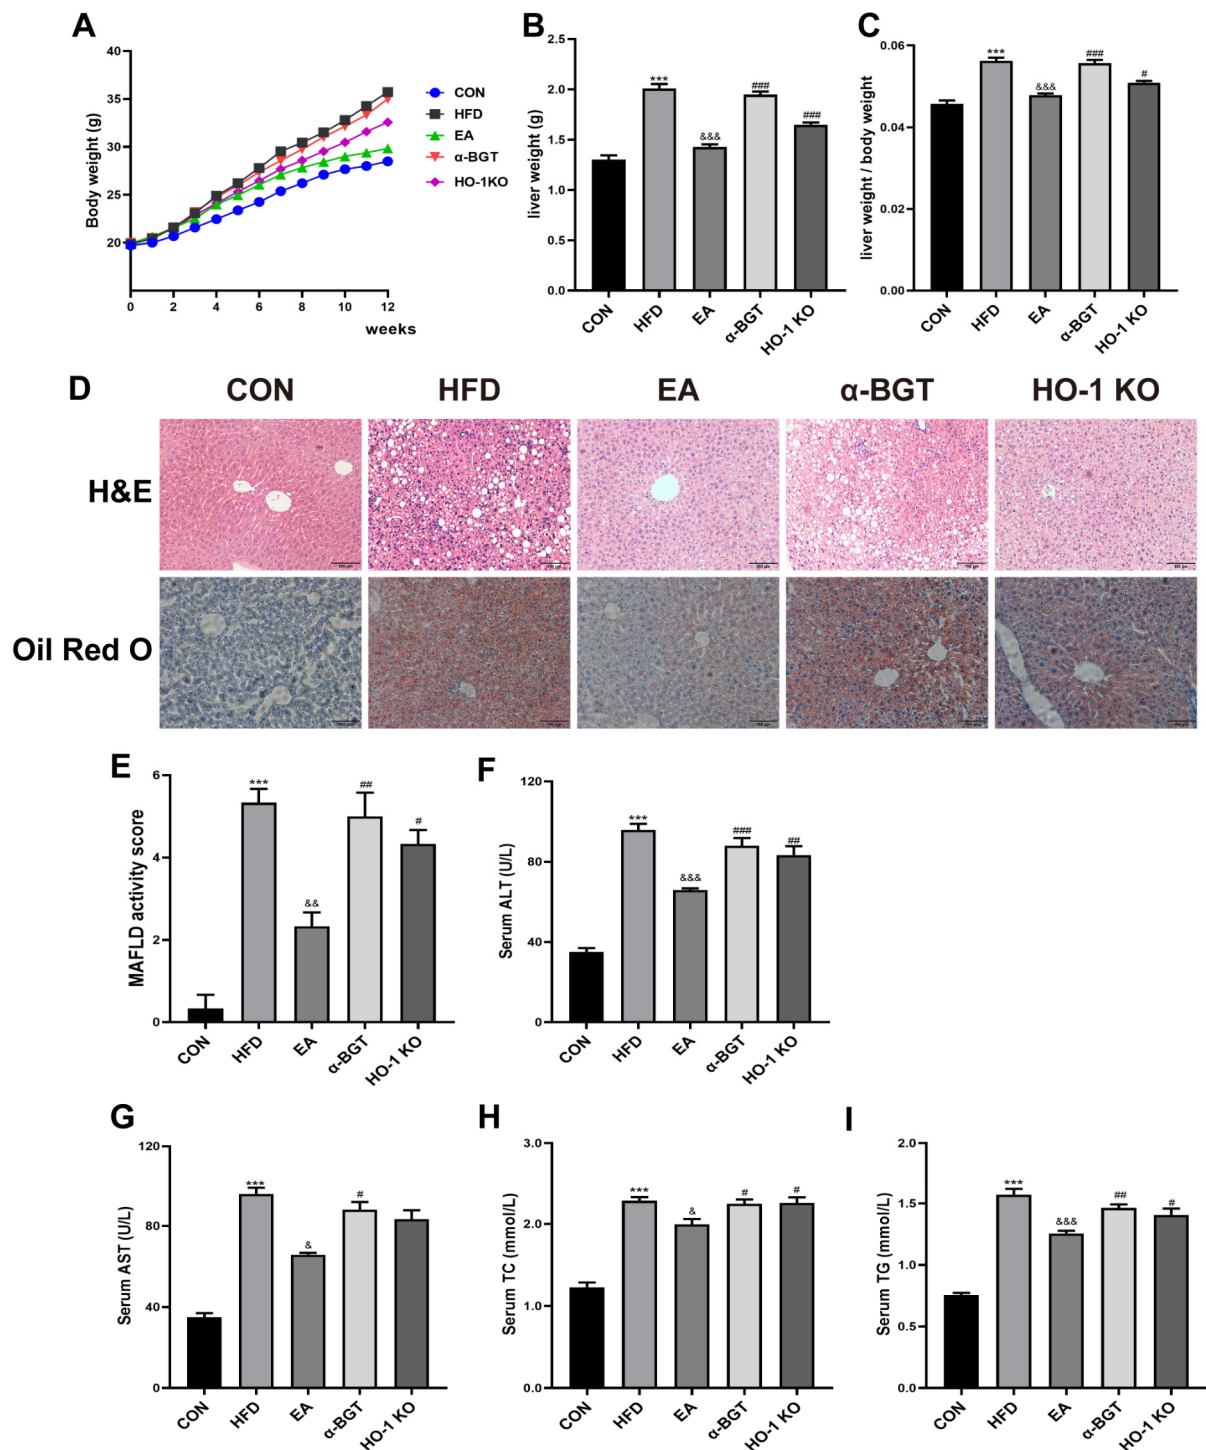 A
Body weight (g)
40
35
30
25
20
0 2 4 6 8 10 12
weeks
CON
HFD
EA
α-BGT
HO-1KO
B
liver weight (g)
2.5
2.0
1.5
1.0
0.5
0.0
***
&&&
###
###
CON HFD EA α-BGT HO-1 KO
C
liver weight / body weight
0.06
0.04
0.02
0.00
***
&&&
###
#
CON HFD EA α-BGT HO-1 KO
D
CON HFD EA α-BGT HO-1 KO
H&E
Oil Red O
E
MAFLD activity score
6
4
2
0
***
&&
##
#
CON HFD EA α-BGT HO-1 KO
F
Serum ALT (U/L)
120
80
40
0
***
&&&
###
##
CON HFD EA α-BGT HO-1 KO
G
Serum AST (U/L)
120
80
40
0
***
&
#
CON HFD EA α-BGT HO-1 KO
H
Serum TC (mmol/L)
3.0
2.0
1.0
0.0
***
&
#
#
CON HFD EA α-BGT HO-1 KO
I
Serum TG (mmol/L)
2.0
1.5
1.0
0.5
0.0
***
&&&
##
#
CON HFD EA α-BGT HO-1 KO